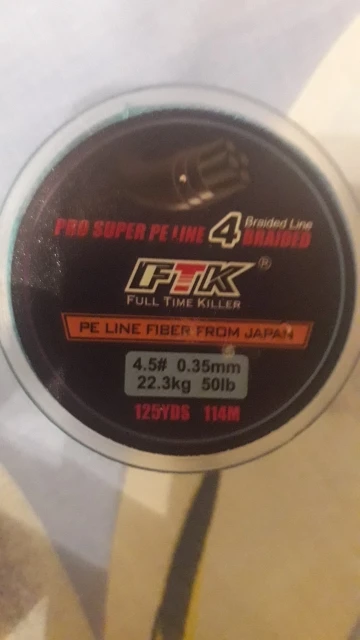 Braided Line
PRO SUPER PE LINE 4 BRAIDED
FTK®
FULL TIME KILLER
PE LINE FIBER FROM JAPAN
4.5# 0.35mm
22.3kg 50lb
125YDS 114M